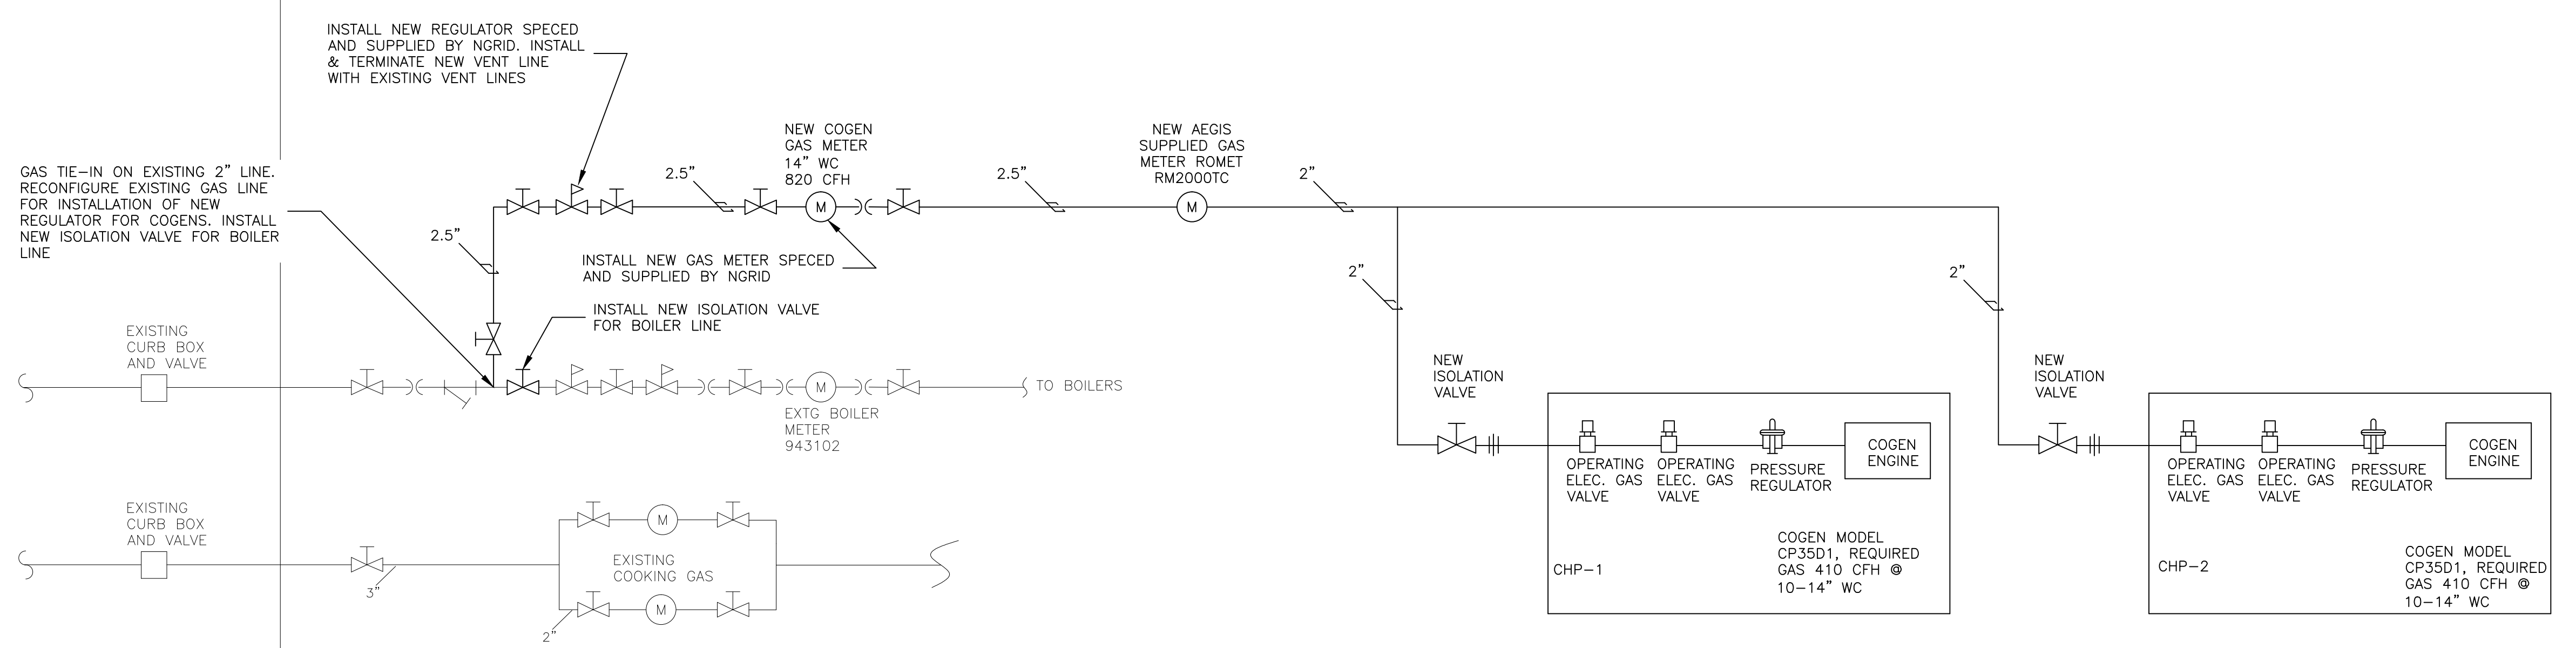 INSTALL NEW REGULATOR SPECED
AND SUPPLIED BY NGRID. INSTALL
& TERMINATE NEW VENT LINE
WITH EXISTING VENT LINES
GAS TIE-IN ON EXISTING 2" LINE.
RECONFIGURE EXISTING GAS LINE
FOR INSTALLATION OF NEW
REGULATOR FOR COGENS. INSTALL
NEW ISOLATION VALVE FOR BOILER
LINE
2.5"
2.5"
NEW COGEN
GAS METER
14" WC
820 CFH
M
INSTALL NEW GAS METER SPECED
AND SUPPLIED BY NGRID
2.5"
NEW AEGIS
SUPPLIED GAS
METER ROMET
RM2000TC
M
2"
2"
2"
INSTALL NEW ISOLATION VALVE
FOR BOILER LINE
EXISTING
CURB BOX
AND VALVE
M
TO BOILERS
EXTG BOILER
METER
943102
EXISTING
CURB BOX
AND VALVE
3"
M
EXISTING
COOKING GAS
M
2"
NEW
ISOLATION
VALVE
OPERATING
ELEC. GAS
VALVE
OPERATING
ELEC. GAS
VALVE
PRESSURE
REGULATOR
COGEN
ENGINE
COGEN MODEL
CP35D1, REQUIRED
GAS 410 CFH @
10-14" WC
CHP-1
NEW
ISOLATION
VALVE
OPERATING
ELEC. GAS
VALVE
OPERATING
ELEC. GAS
VALVE
PRESSURE
REGULATOR
COGEN
ENGINE
COGEN MODEL
CP35D1, REQUIRED
GAS 410 CFH @
10-14" WC
CHP-2